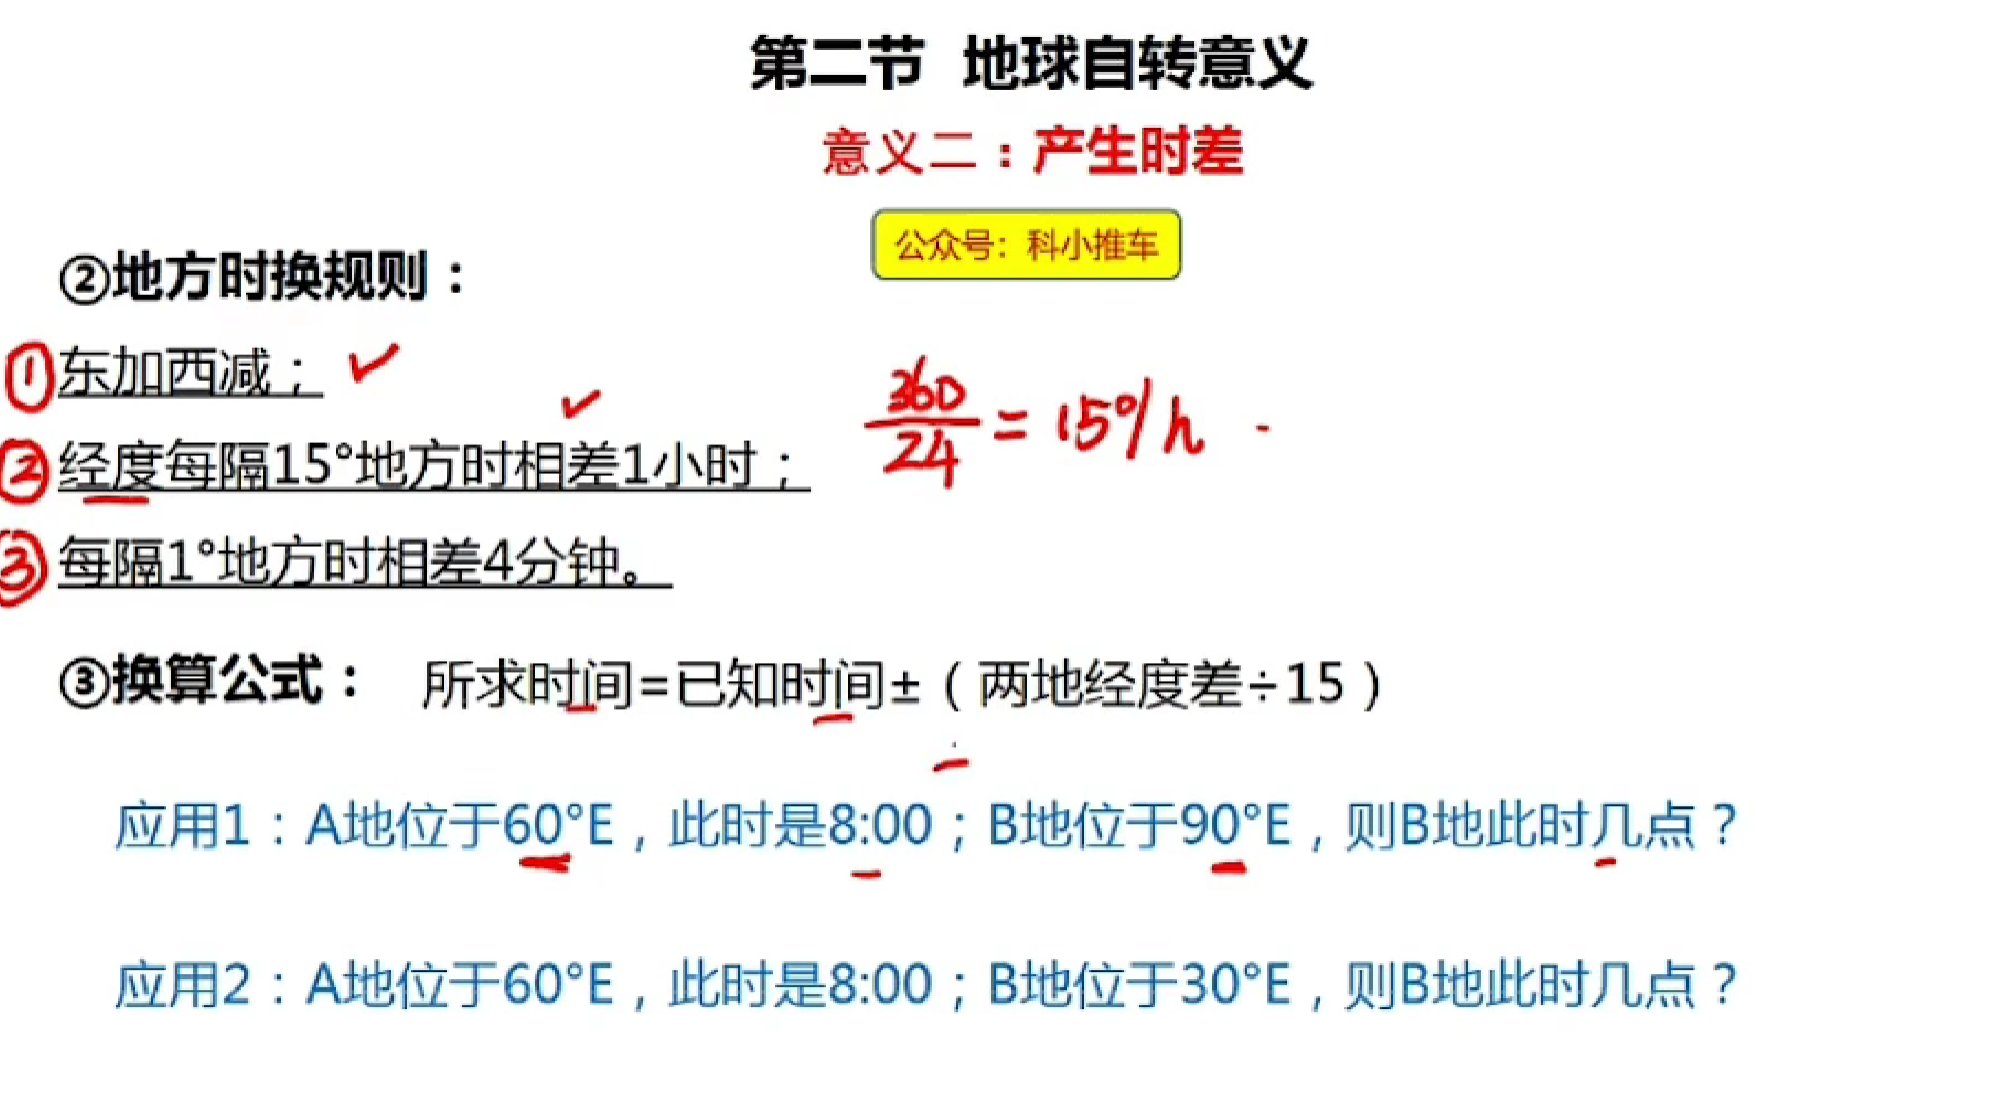 第二节 地球自转意义
意义二：产生时差
公众号：科小推车
②地方时换规则：
①东加西减；
360/24 = 15°/h
②经度每隔15°地方时相差1小时；
③每隔1°地方时相差4分钟。
③换算公式： 所求时间=已知时间±（两地经度差÷15）
应用1：A地位于60°E，此时是8:00；B地位于90°E，则B地此时几点？
应用2：A地位于60°E，此时是8:00；B地位于30°E，则B地此时几点？